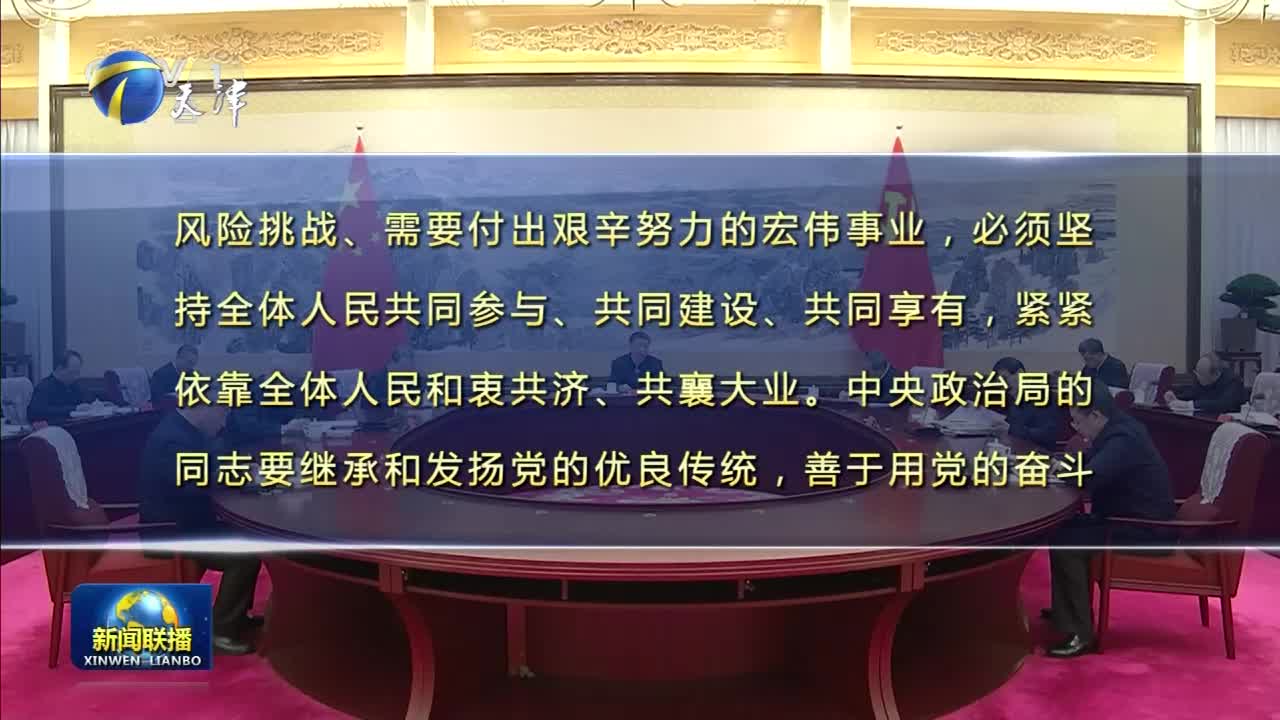 天津
风险挑战、需要付出艰辛努力的宏伟事业，必须坚
持全体人民共同参与、共同建设、共同享有，紧紧
依靠全体人民和衷共济、共襄大业。中央政治局的
同志要继承和发扬党的优良传统，善于用党的奋斗
新闻联播
XINWEN LIANBO